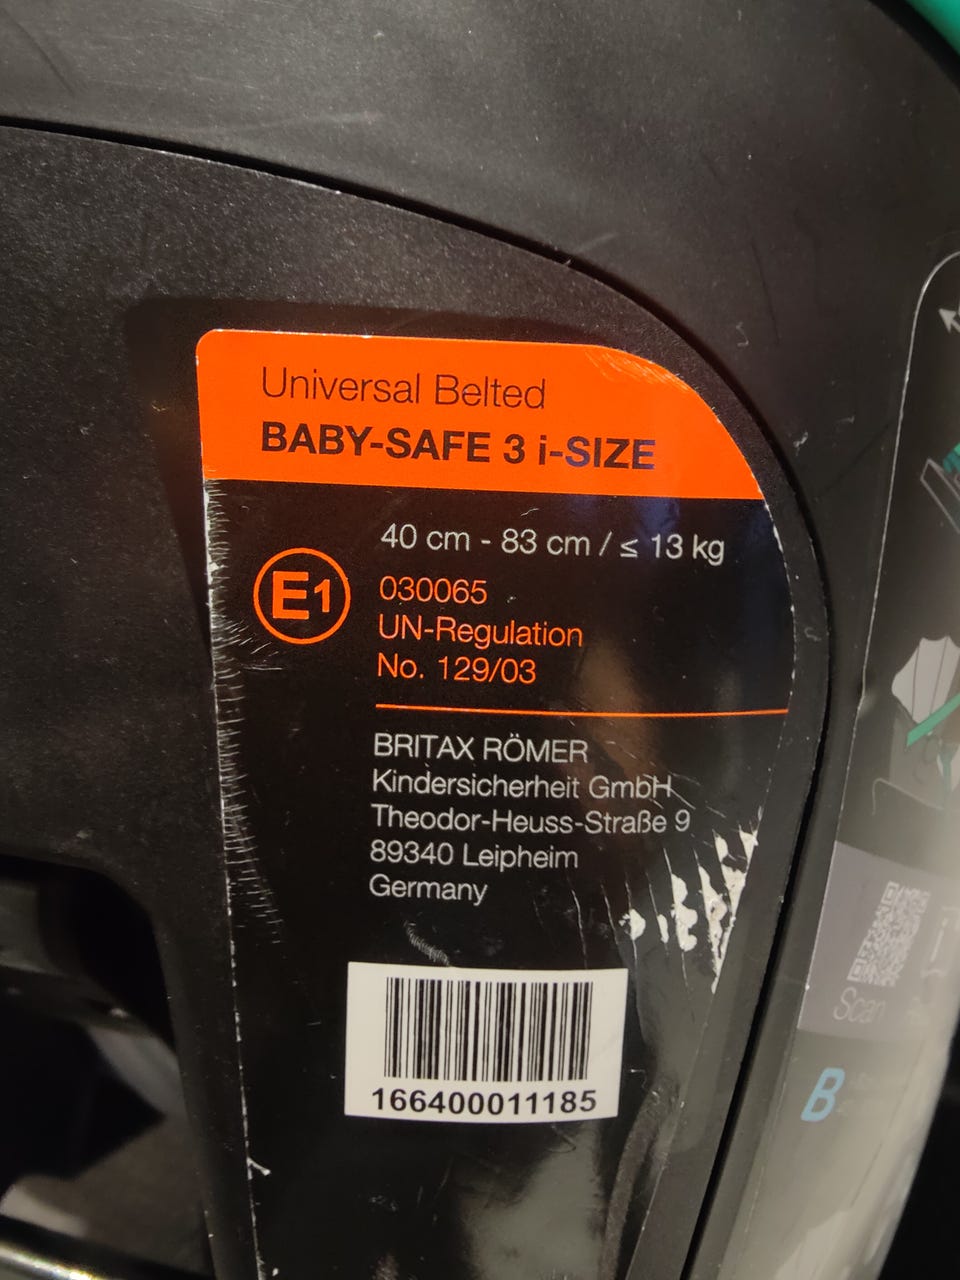 Universal Belted
BABY-SAFE 3 i-SIZE
40 cm - 83 cm / ≤ 13 kg
E1
030065
UN-Regulation
No. 129/03
BRITAX RÖMER
Kindersicherheit GmbH
Theodor-Heuss-Straße 9
89340 Leipheim
Germany
166400011185
Scan
B